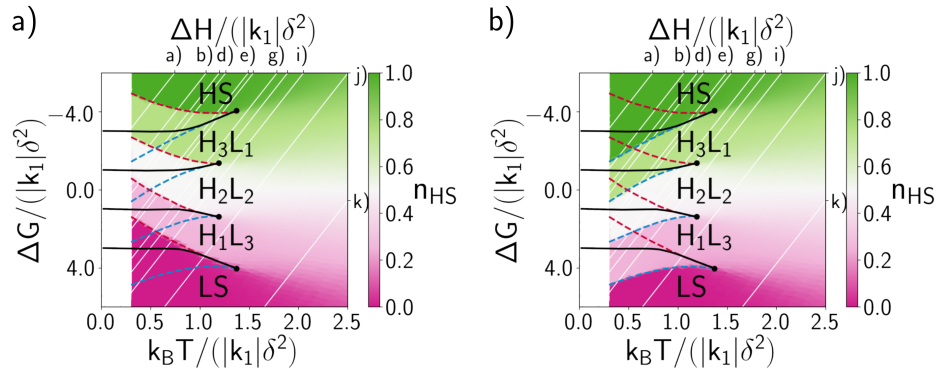 a)
ΔH/(|k₁|δ²)
a) b) d) e) g) i)
j)
k)
−4.0
0.0
4.0
ΔG/(|k₁|δ²)
HS
H₃L₁
H₂L₂
H₁L₃
LS
0.0 0.5 1.0 1.5 2.0 2.5
k_BT/(|k₁|δ²)
1.0
0.8
0.6
0.4
0.2
0.0
n_HS
b)
ΔH/(|k₁|δ²)
a) b) d) e) g) i)
j)
k)
−4.0
0.0
4.0
ΔG/(|k₁|δ²)
HS
H₃L₁
H₂L₂
H₁L₃
LS
0.0 0.5 1.0 1.5 2.0 2.5
k_BT/(|k₁|δ²)
1.0
0.8
0.6
0.4
0.2
0.0
n_HS